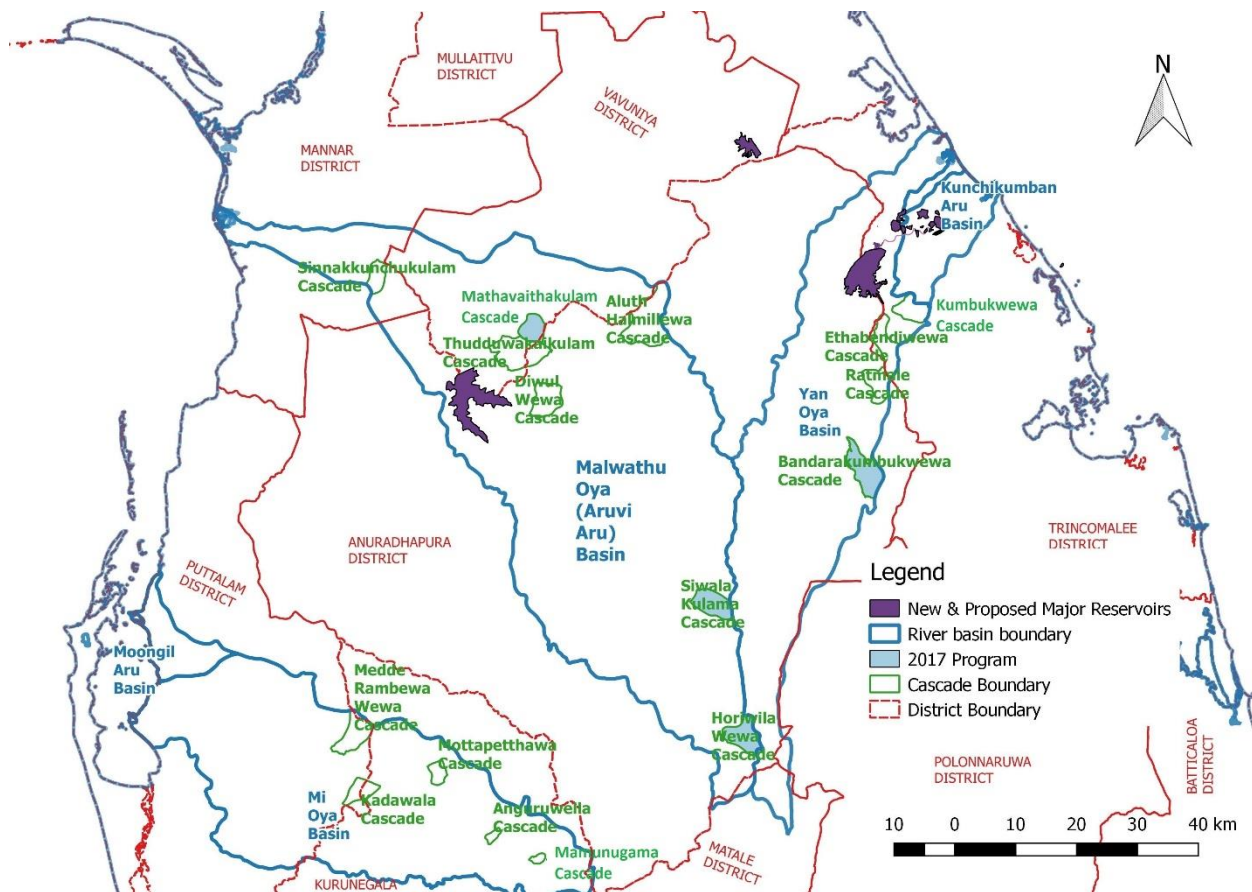 MULLAITIVU
DISTRICT
VAVUNIYA
DISTRICT
N
MANNAR
DISTRICT
Kunchikumban
Aru
Basin
Sinnakkunchukulam
Cascade
Mathavaithakulam
Cascade
Aluth
Halmillewa
Cascade
Kumbukwewa
Cascade
Thudduwakaikulam
Cascade
Ethabendiwewa
Cascade
Ratmale
Cascade
Diwul
Wewa
Cascade
Yan
Oya
Basin
Bandarakumbukwewa
Cascade
Malwathu
Oya
(Aruvi
Aru)
Basin
TRINCOMALEE
DISTRICT
ANURADHAPURA
DISTRICT
PUTTALAM
DISTRICT
Siwala
Kulama
Cascade
Legend
New & Proposed Major Reservoirs
River basin boundary
2017 Program
Cascade Boundary
District Boundary
Moongil
Aru
Basin
Medde
Rambewa
Wewa
Cascade
Horiwila
Wewa
Cascade
Mottapetthawa
Cascade
POLONNARUWA
DISTRICT
BATTICALOA
DISTRICT
Mi
Oya
Basin
Kadawala
Cascade
Anguruwella
Cascade
Mamunugama
Cascade
MATALE
DISTRICT
KURUNEGALA
10 0 10 20 30 40 km